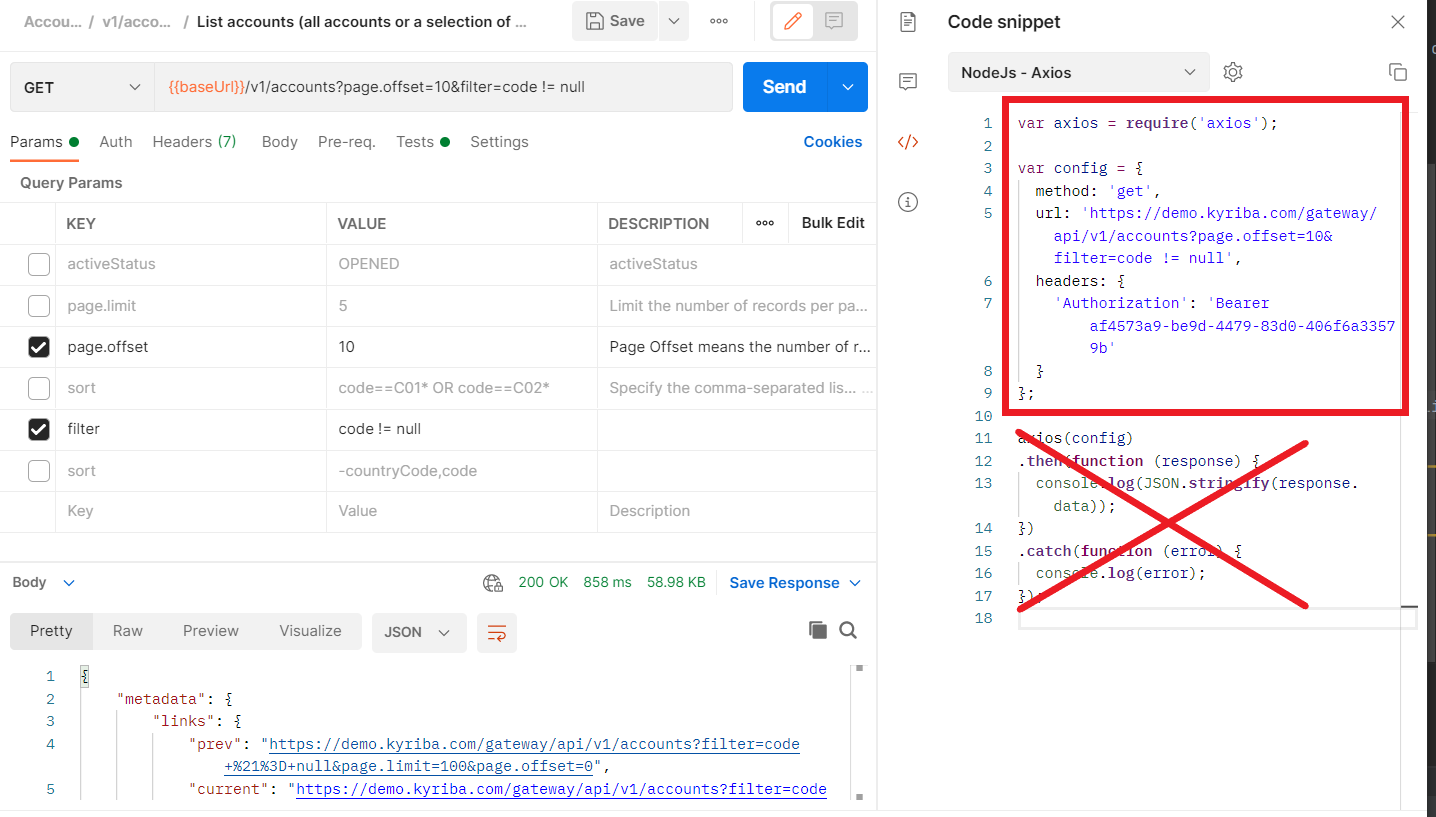 Accou... / v1/acco... / List accounts (all accounts or a selection of ...
Save
GET
{{baseUrl}}/v1/accounts?page.offset=10&filter=code != null
Send
Params Auth Headers (7) Body Pre-req. Tests Settings Cookies
Query Params
KEY VALUE DESCRIPTION Bulk Edit
activeStatus OPENED activeStatus
page.limit 5 Limit the number of records per pa...
page.offset 10 Page Offset means the number of r...
sort code==C01* OR code==C02* Specify the comma-separated lis... ...
filter code != null
sort -countryCode,code
Key Value Description
Body 200 OK 858 ms 58.98 KB Save Response
Pretty Raw Preview Visualize JSON
1 {
2 "metadata": {
3 "links": {
4 "prev": "https://demo.kyriba.com/gateway/api/v1/accounts?filter=code
+%21%3D+null&page.limit=100&page.offset=0",
5 "current": "https://demo.kyriba.com/gateway/api/v1/accounts?filter=code
Code snippet
NodeJs - Axios
1 var axios = require('axios');
2
3 var config = {
4 method: 'get',
5 url: 'https://demo.kyriba.com/gateway/
api/v1/accounts?page.offset=10&
filter=code != null',
6 headers: {
7 'Authorization': 'Bearer
af4573a9-be9d-4479-83d0-406f6a3357
9b'
8 }
9 };
10
11 axios(config)
12 .then(function (response) {
13 console.log(JSON.stringify(response.
data));
14 })
15 .catch(function (error) {
16 console.log(error);
17 });
18